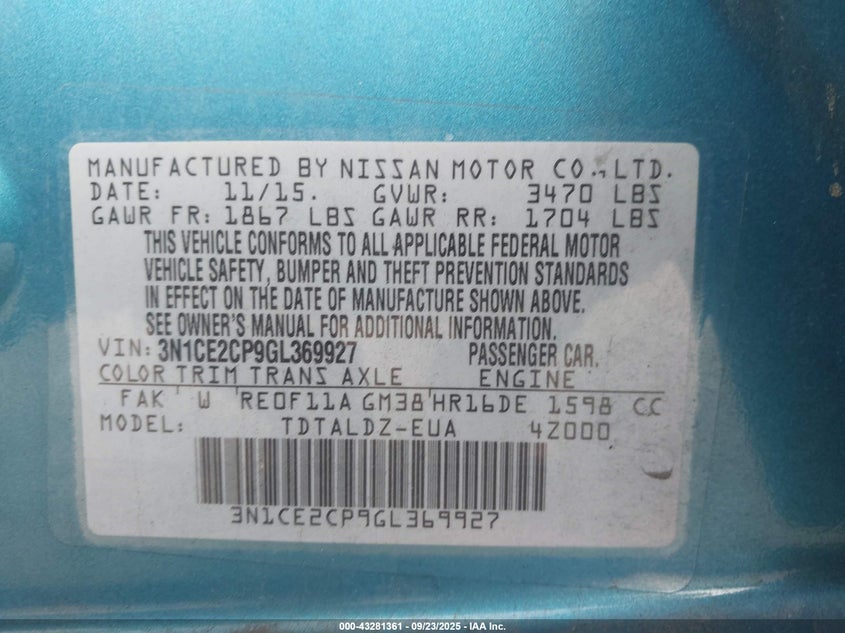 MANUFACTURED BY NISSAN MOTOR CO., LTD.
DATE: 11/15. GVWR: 3470 LBS
GAWR FR: 1867 LBS GAWR RR: 1704 LBS
THIS VEHICLE CONFORMS TO ALL APPLICABLE FEDERAL MOTOR
VEHICLE SAFETY, BUMPER AND THEFT PREVENTION STANDARDS
IN EFFECT ON THE DATE OF MANUFACTURE SHOWN ABOVE.
SEE OWNER'S MANUAL FOR ADDITIONAL INFORMATION.
VIN: 3N1CE2CP9GL369927 PASSENGER CAR.
COLOR TRIM TRANS AXLE ENGINE
FAK W RE0F11A GM38 HR16DE 1598 CC
MODEL: TDTALDZ-EUA 4Z000
3N1CE2CP9GL369927
000-43281361 - 09/23/2025 - IAA Inc.